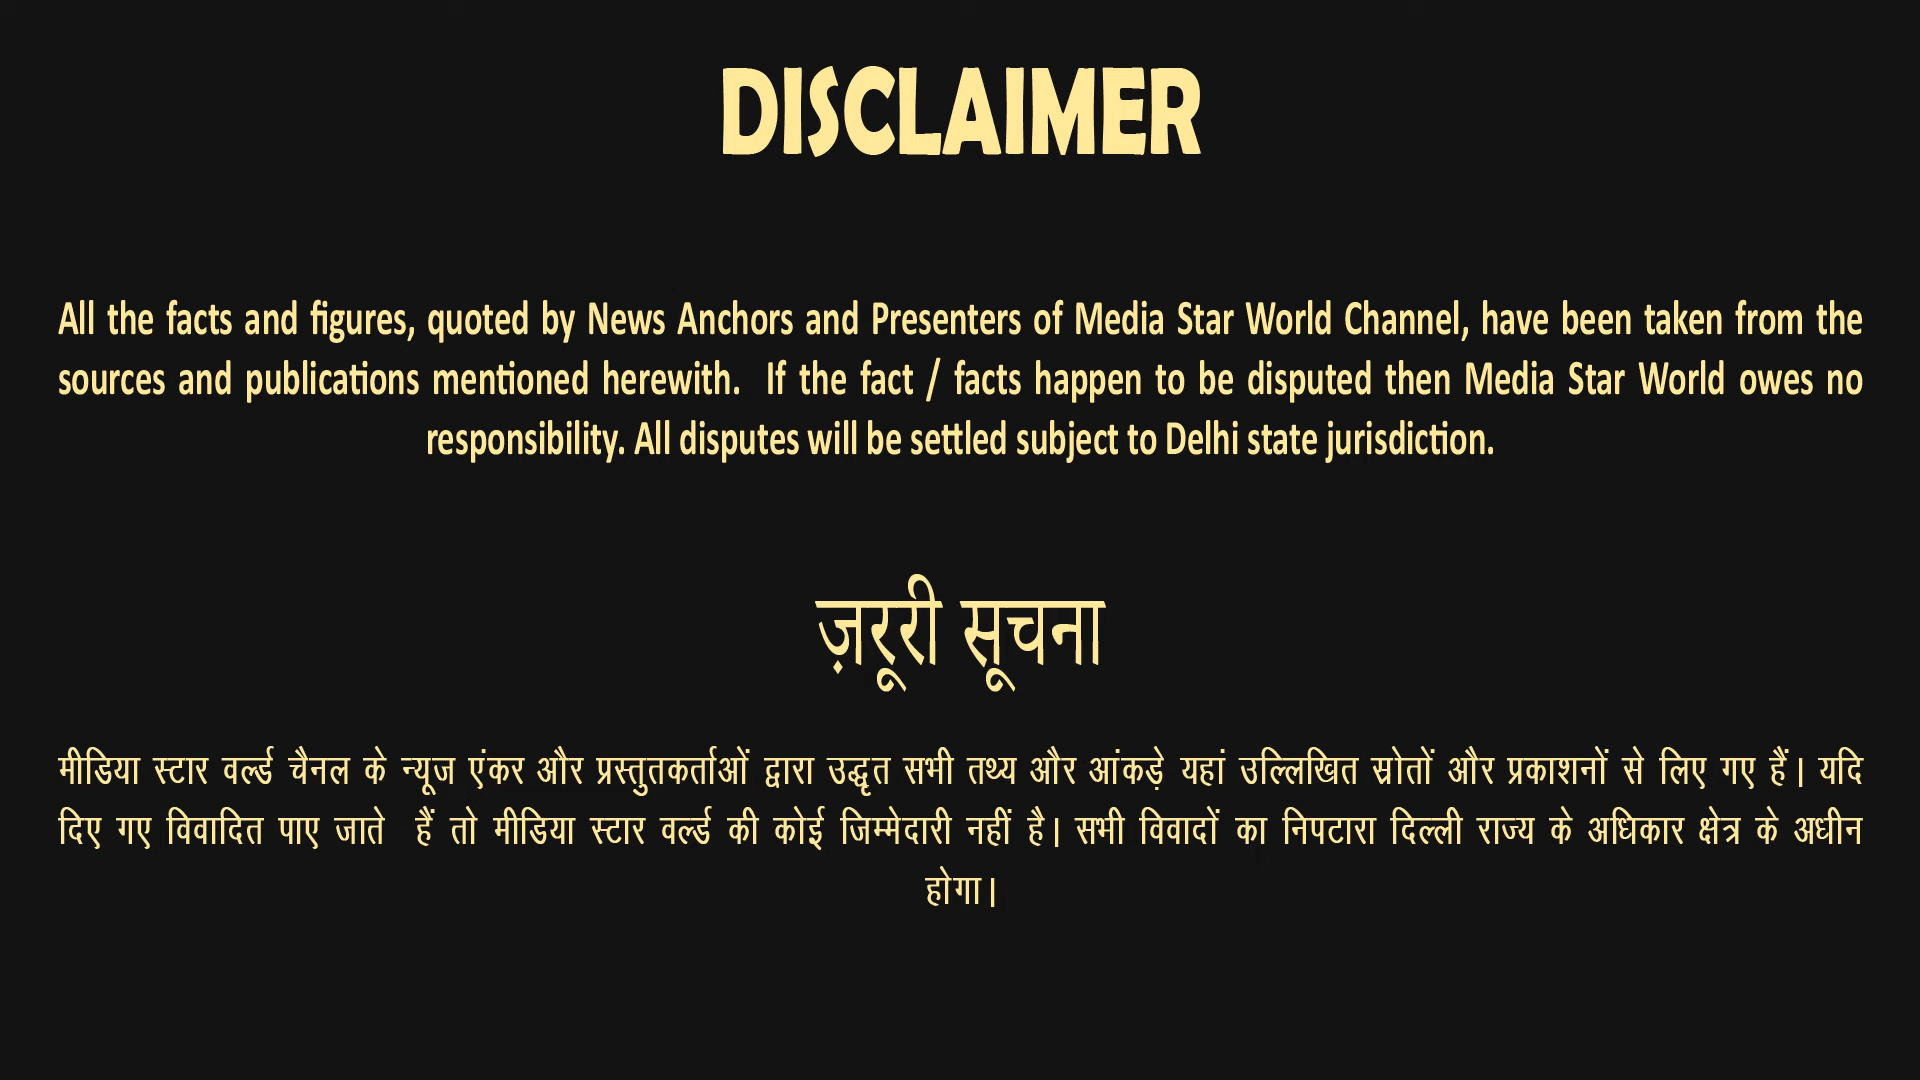 DISCLAIMER
All the facts and figures, quoted by News Anchors and Presenters of Media Star World Channel, have been taken from the
sources and publications mentioned herewith.  If the fact / facts happen to be disputed then Media Star World owes no
responsibility. All disputes will be settled subject to Delhi state jurisdiction.
ज़रूरी सूचना
मीडिया स्टार वर्ल्ड चैनल के न्यूज एंकर और प्रस्तुतकर्ताओं द्वारा उद्धृत सभी तथ्य और आंकड़े यहां उल्लिखित स्रोतों और प्रकाशनों से लिए गए हैं। यदि
दिए गए विवादित पाए जाते  हैं तो मीडिया स्टार वर्ल्ड की कोई जिम्मेदारी नहीं है। सभी विवादों का निपटारा दिल्ली राज्य के अधिकार क्षेत्र के अधीन
होगा।